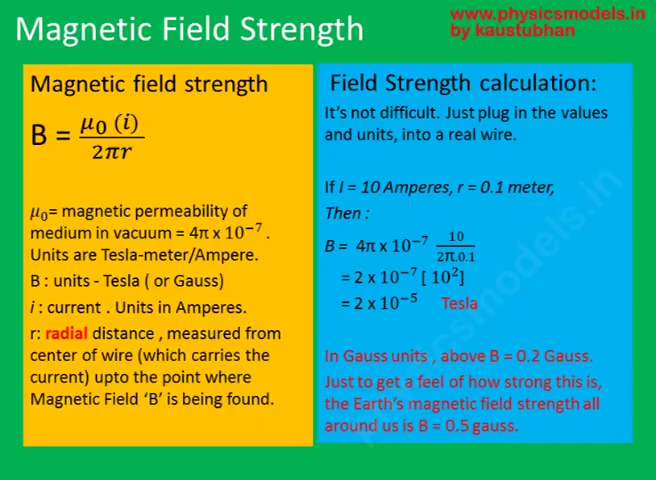 Magnetic Field Strength
www.physicsmodels.in
by kaustubhan
Magnetic field strength
B = μ₀ (i) / 2πr
μ₀= magnetic permeability of
medium in vacuum = 4π x 10⁻⁷ .
Units are Tesla-meter/Ampere.
B : units - Tesla ( or Gauss)
i : current . Units in Amperes.
r: radial distance , measured from
center of wire (which carries the
current) upto the point where
Magnetic Field ‘B’ is being found.
Field Strength calculation:
It’s not difficult. Just plug in the values
and units, into a real wire.
If I = 10 Amperes, r = 0.1 meter,
Then :
B = 4π x 10⁻⁷ 10 / 2π.0.1
= 2 x 10⁻⁷ [ 10²]
= 2 x 10⁻⁵ Tesla
In Gauss units , above B = 0.2 Gauss.
Just to get a feel of how strong this is,
the Earth’s magnetic field strength all
around us is B = 0.5 gauss.
physicsmodels.in